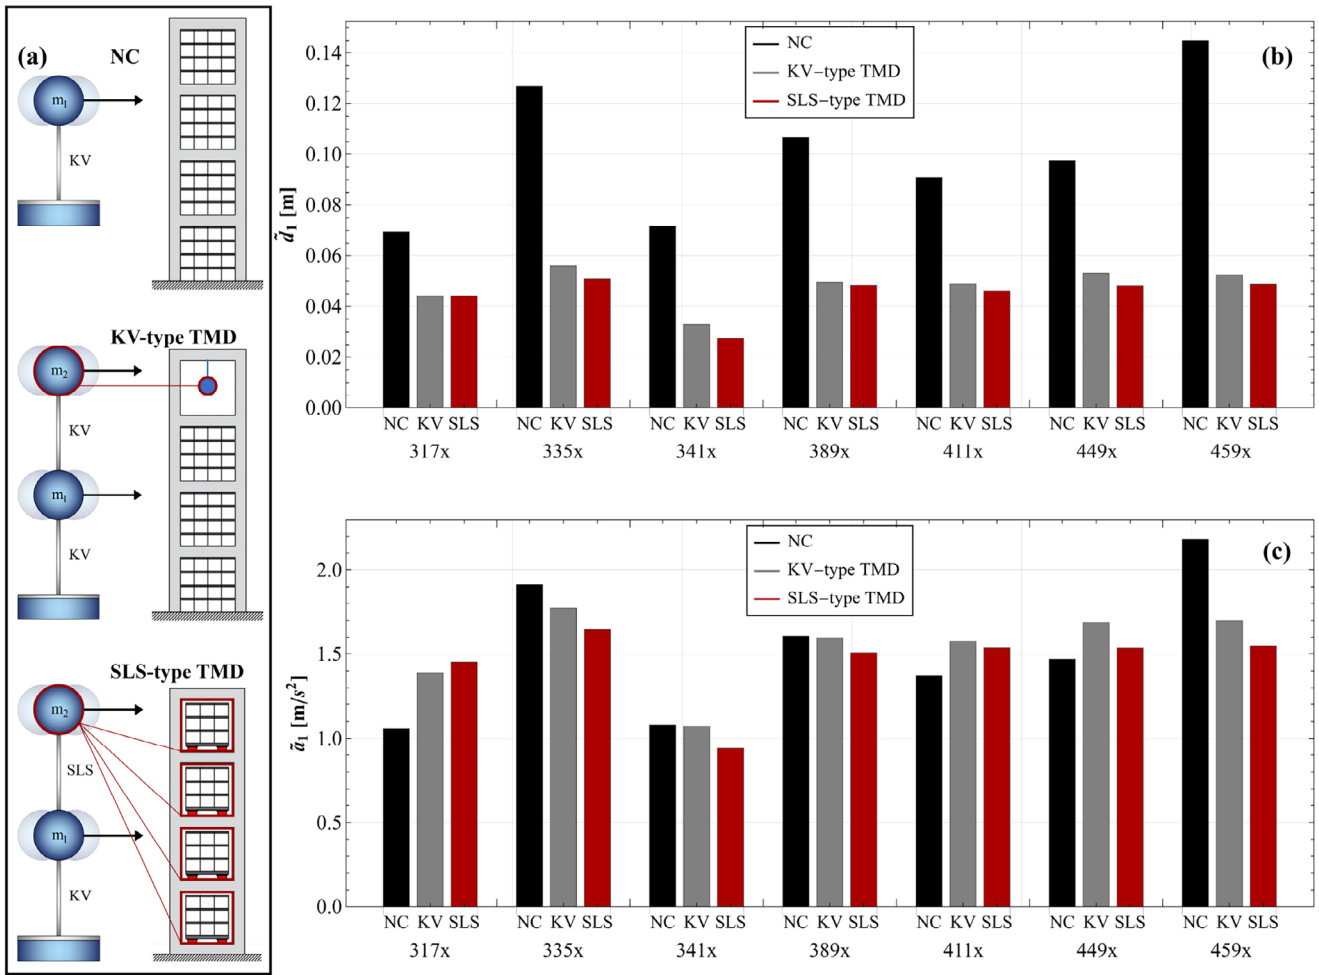 (a)
NC
m₁
KV
KV-type TMD
m₂
KV
m₁
KV
SLS-type TMD
m₂
SLS
m₁
KV
(b)
NC
KV−type TMD
SLS−type TMD
d̃₁ [m]
0.14
0.12
0.10
0.08
0.06
0.04
0.02
0.00
NC KV SLS NC KV SLS NC KV SLS NC KV SLS NC KV SLS NC KV SLS NC KV SLS
317x 335x 341x 389x 411x 449x 459x
(c)
NC
KV−type TMD
SLS−type TMD
ã₁ [m/s²]
2.0
1.5
1.0
0.5
0.0
NC KV SLS NC KV SLS NC KV SLS NC KV SLS NC KV SLS NC KV SLS NC KV SLS
317x 335x 341x 389x 411x 449x 459x